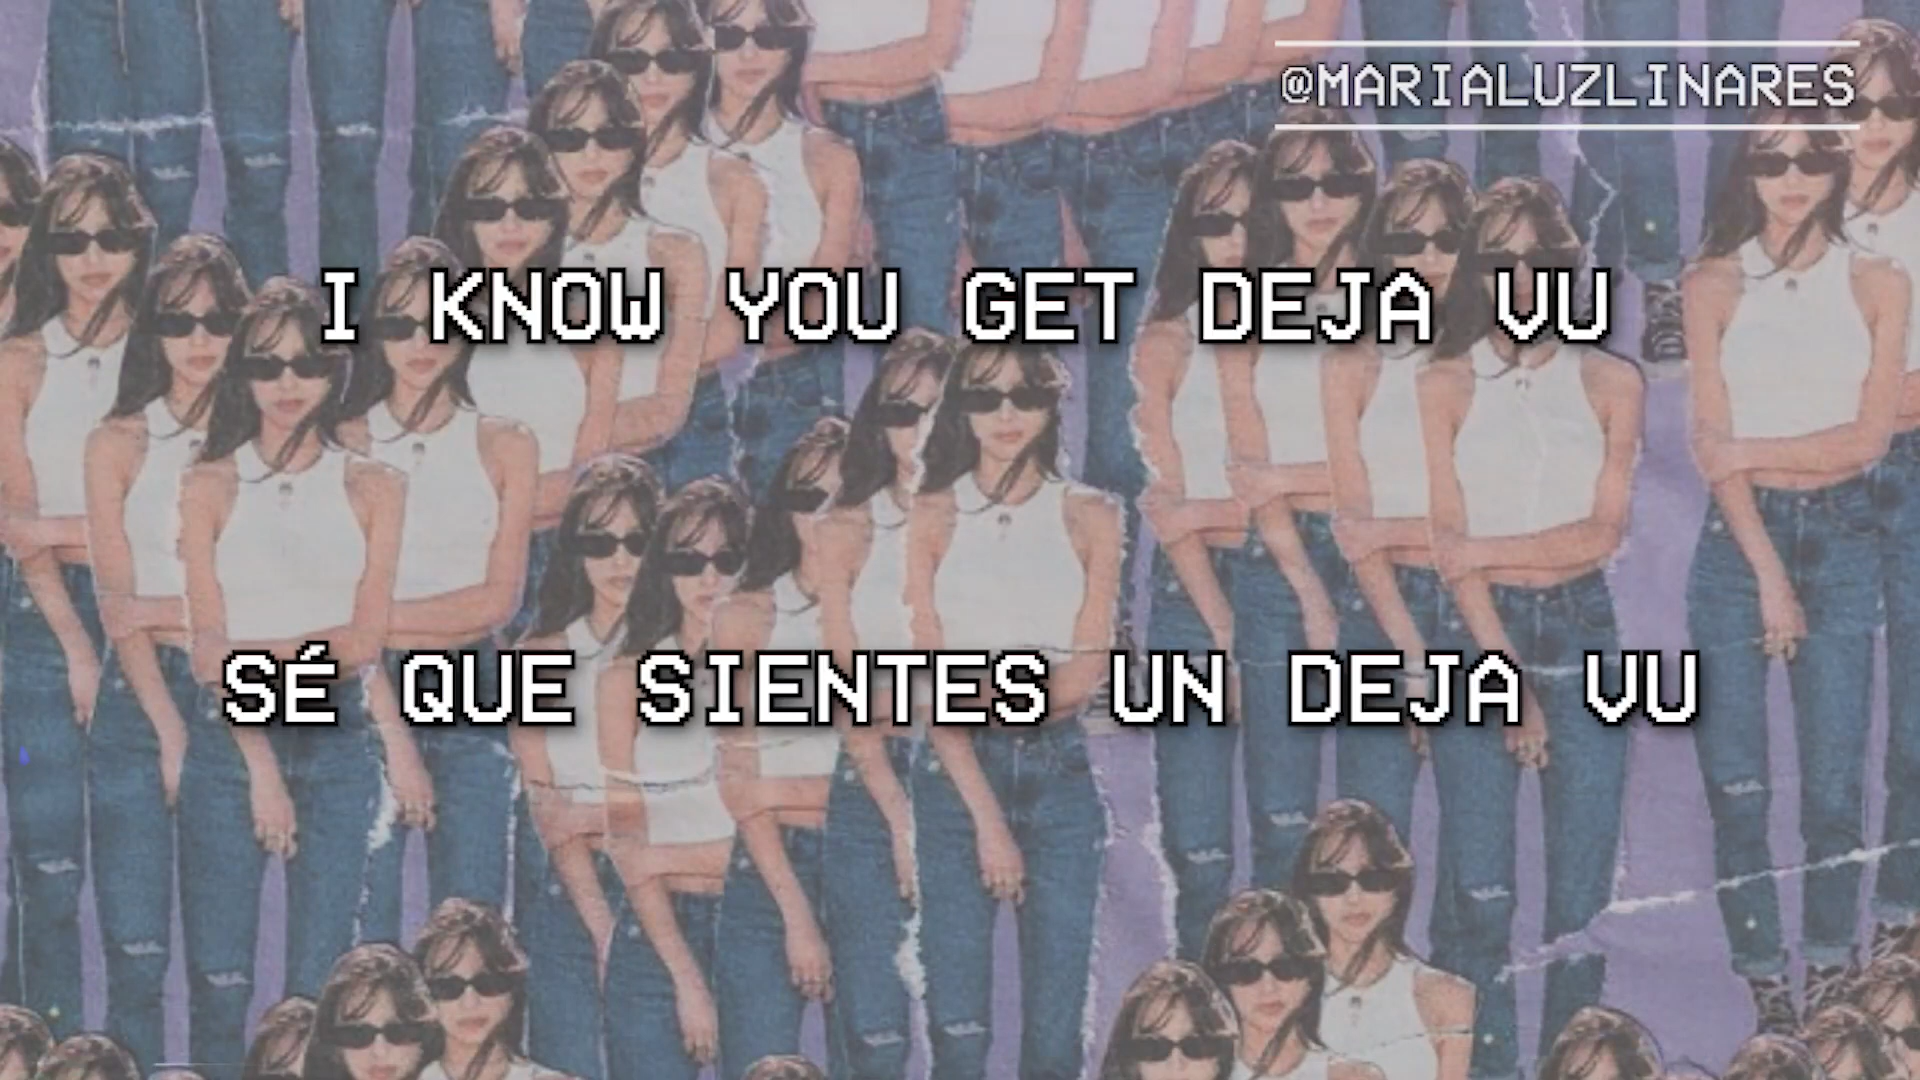 @MARIALUZLINARES
I KNOW YOU GET DEJA VU
SÉ QUE SIENTES UN DEJA VU